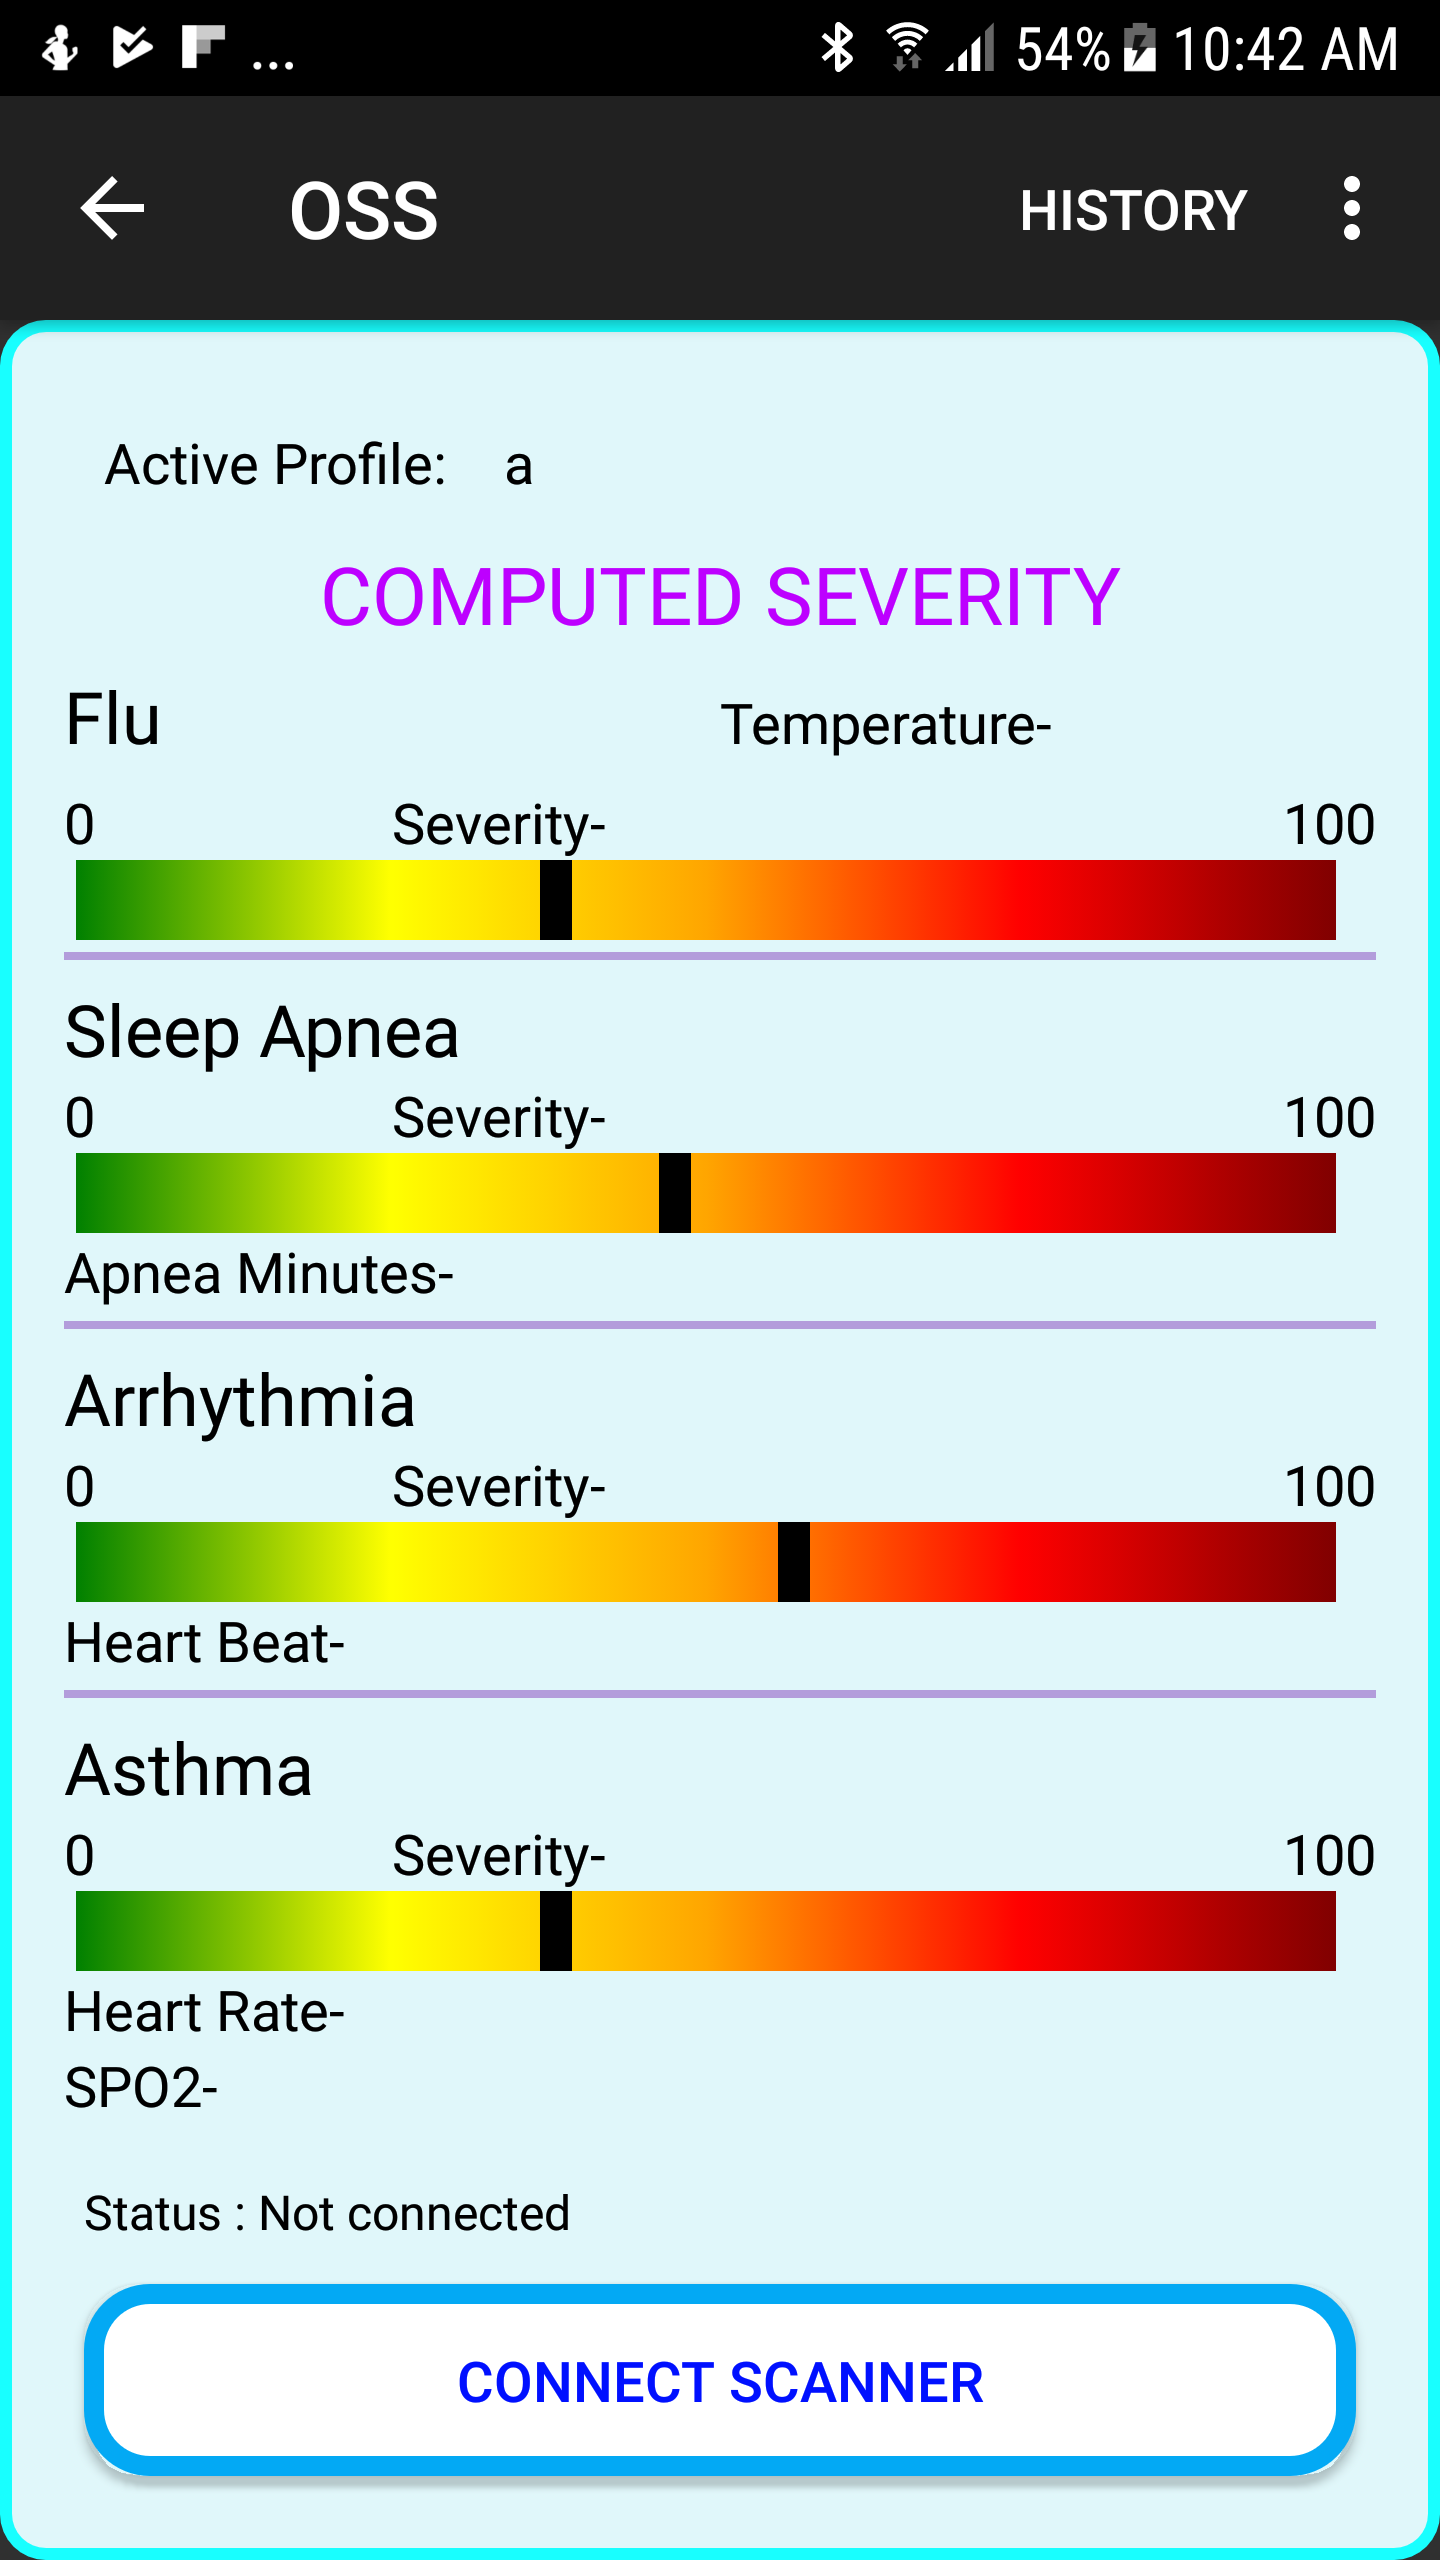 ... 54% 10:42 AM
OSS HISTORY
Active Profile: a
COMPUTED SEVERITY
Flu Temperature-
0 Severity- 100
Sleep Apnea
0 Severity- 100
Apnea Minutes-
Arrhythmia
0 Severity- 100
Heart Beat-
Asthma
0 Severity- 100
Heart Rate-
SPO2-
Status : Not connected
CONNECT SCANNER